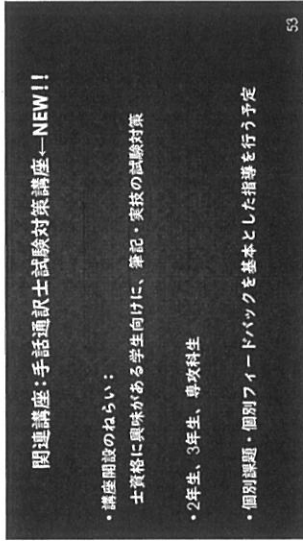 関連講座:手話通訳士試験対策講座←NEW!!
・講座開設のねらい:
士資格に興味がある学生向けに、筆記・実技の試験対策
・2年生、3年生、専攻科生
・個別課題・個別フィードバックを基本とした指導を行う予定
53